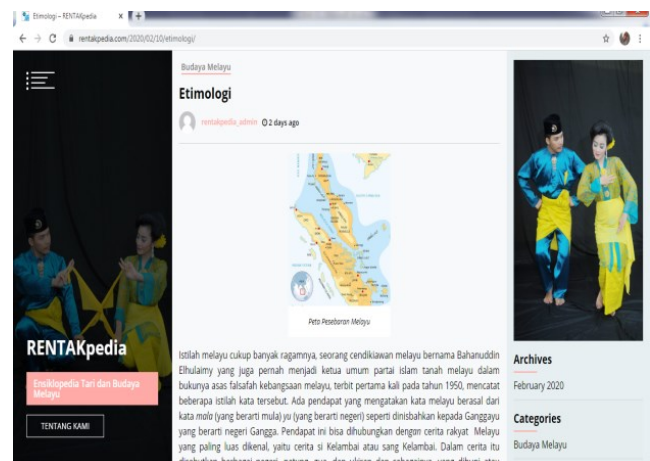 Etimologi – RENTAKpedia
rentakpedia.com/2020/02/10/etimologi/
Budaya Melayu
Etimologi
rentakpedia_admin 2 days ago
Peta Pesebaran Melayu
Istilah melayu cukup banyak ragamnya, seorang cendikiawan melayu bernama Bahanuddin
Elhulaimy yang juga pernah menjadi ketua umum partai islam tanah melayu dalam
bukunya asas falsafah kebangsaan melayu, terbit pertama kali pada tahun 1950, mencatat
beberapa istilah kata tersebut. Ada pendapat yang mengatakan kata melayu berasal dari
kata mala (yang berarti mula) yu (yang berarti negeri) seperti dinisbahkan kepada Ganggayu
yang berarti negeri Gangga. Pendapat ini bisa dihubungkan dengan cerita rakyat Melayu
yang paling luas dikenal, yaitu cerita si Kelambai atau sang Kelambai. Dalam cerita itu
RENTAKpedia
Ensiklopedia Tari dan Budaya
Melayu
TENTANG KAMI
Archives
February 2020
Categories
Budaya Melayu